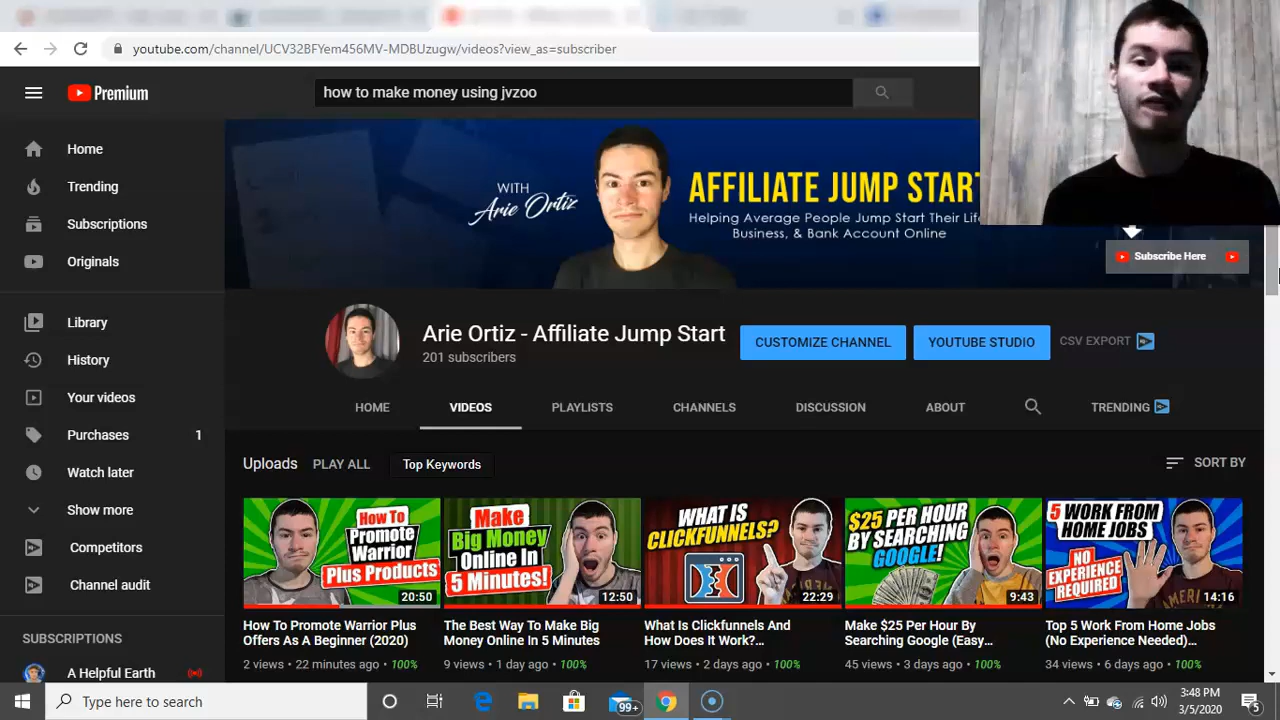 youtube.com/channel/UCV32BFYem456MV-MDBUzugw/videos?view_as=subscriber
Premium
how to make money using jvzoo
Home
Trending
Subscriptions
Originals
Library
History
Your videos
Purchases 1
Watch later
Show more
Competitors
Channel audit
SUBSCRIPTIONS
A Helpful Earth
WITH
Arie Ortiz
AFFILIATE JUMP START
Helping Average People Jump Start Their
Business, & Bank Account Online
Subscribe Here
Arie Ortiz - Affiliate Jump Start
201 subscribers
CUSTOMIZE CHANNEL
YOUTUBE STUDIO
CSV EXPORT
HOME VIDEOS PLAYLISTS CHANNELS DISCUSSION ABOUT TRENDING
Uploads PLAY ALL Top Keywords SORT BY
How To
Promote
Warrior
Plus Products
20:50
How To Promote Warrior Plus
Offers As A Beginner (2020)
2 views • 22 minutes ago • 100%
Make
Big Money
Online In
5 Minutes!
12:50
The Best Way To Make Big
Money Online In 5 Minutes
9 views • 1 day ago • 100%
WHAT IS
CLICKFUNNELS?
22:29
What Is Clickfunnels And
How Does It Work?...
17 views • 2 days ago • 100%
$25 PER HOUR
BY SEARCHING
GOOGLE!
9:43
Make $25 Per Hour By
Searching Google (Easy...
45 views • 3 days ago • 100%
5 WORK FROM
HOME JOBS
NO
EXPERIENCE
REQUIRED
14:16
Top 5 Work From Home Jobs
(No Experience Needed)...
34 views • 6 days ago • 100%
Type here to search
99+
3:48 PM
3/5/2020
5